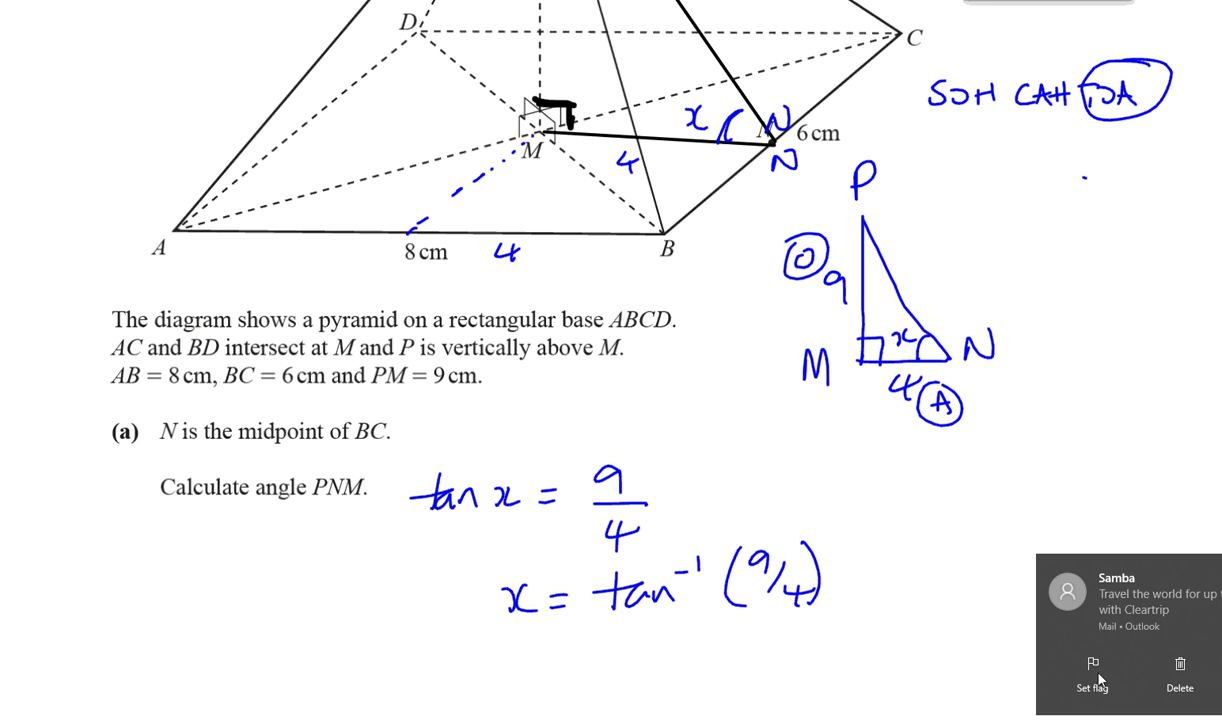 D
C
SOH CAH TOA
x
N
6 cm
M
4
N
P
A
8 cm
4
B
O
9
x
M
N
4
A
The diagram shows a pyramid on a rectangular base ABCD.
AC and BD intersect at M and P is vertically above M.
AB = 8 cm, BC = 6 cm and PM = 9 cm.
(a) N is the midpoint of BC.
Calculate angle PNM.
tan x = 9/4
x = tan⁻¹ (9/4)
Samba
Travel the world for up
with Cleartrip
Mail • Outlook
Set flag
Delete